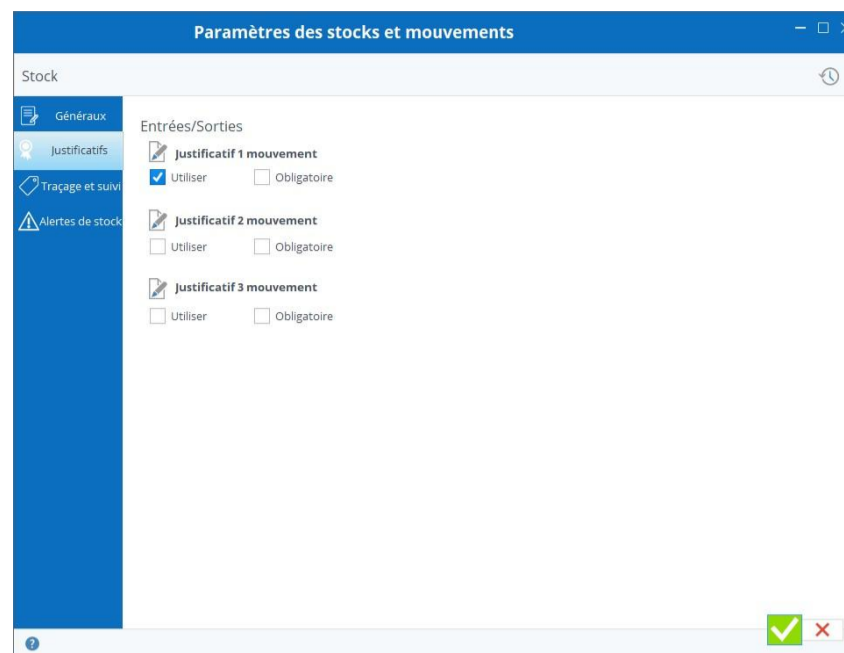 Paramètres des stocks et mouvements
Stock
Généraux
Justificatifs
Traçage et suivi
Alertes de stock
Entrées/Sorties
Justificatif 1 mouvement
Utiliser Obligatoire
Justificatif 2 mouvement
Utiliser Obligatoire
Justificatif 3 mouvement
Utiliser Obligatoire